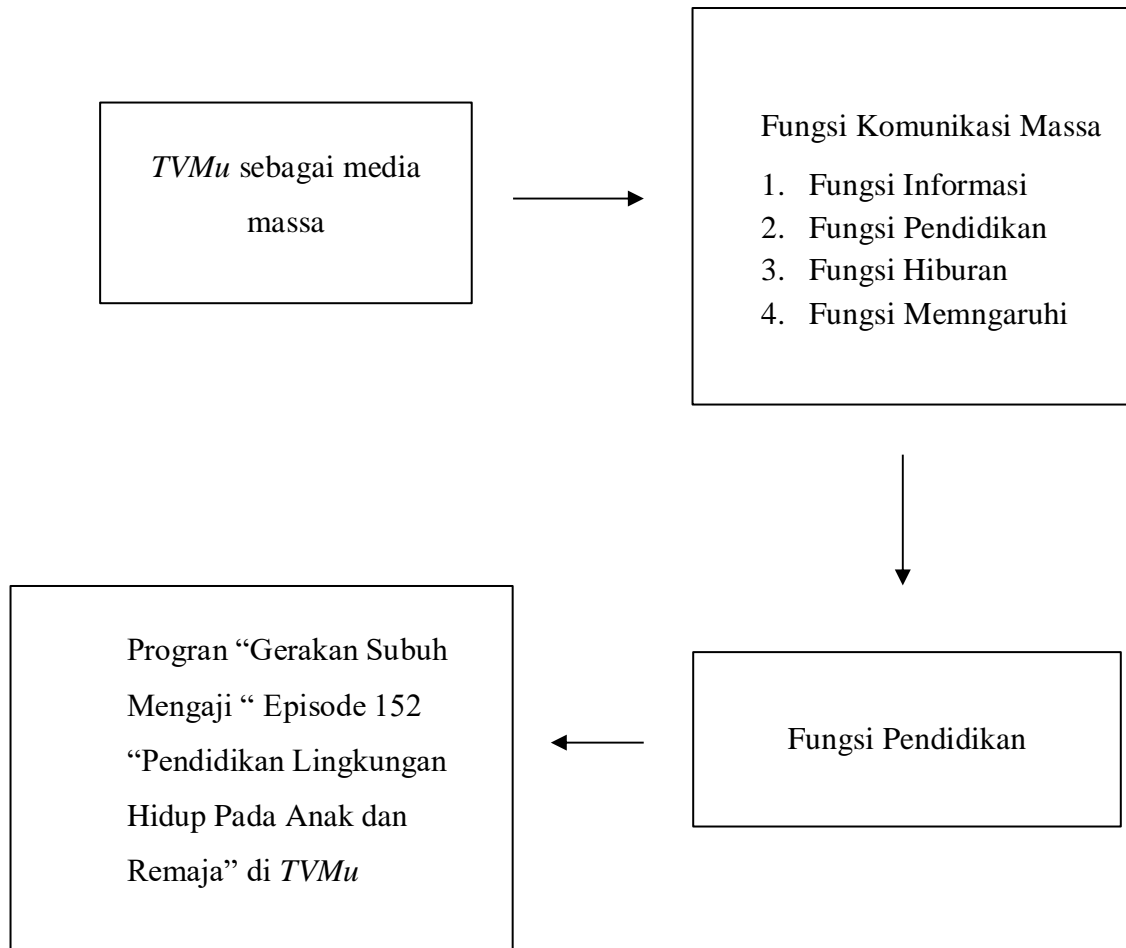 TVMu sebagai media
massa
Fungsi Komunikasi Massa
1. Fungsi Informasi
2. Fungsi Pendidikan
3. Fungsi Hiburan
4. Fungsi Memngaruhi
Fungsi Pendidikan
Progran “Gerakan Subuh
Mengaji “ Episode 152
“Pendidikan Lingkungan
Hidup Pada Anak dan
Remaja” di TVMu